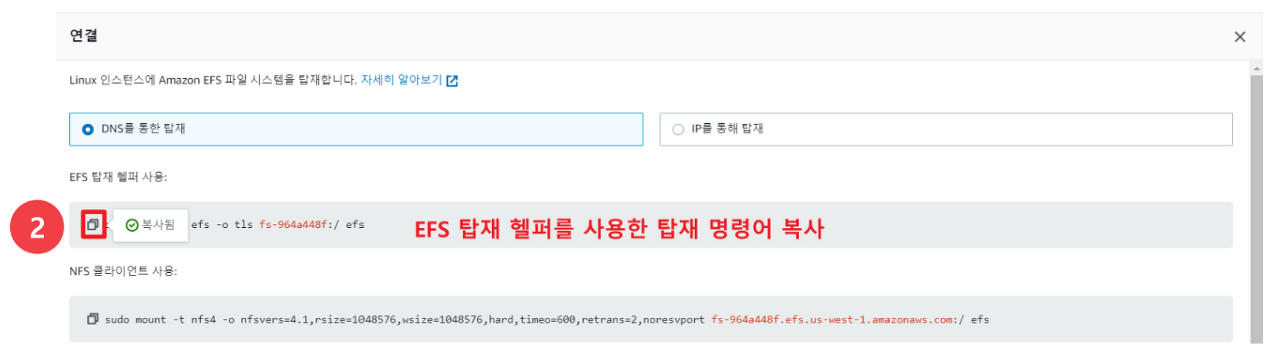 연결
Linux 인스턴스에 Amazon EFS 파일 시스템을 탑재합니다. 자세히 알아보기
DNS를 통한 탑재
IP를 통해 탑재
EFS 탑재 헬퍼 사용:
2
복사됨 efs -o tls fs-964a448f:/ efs
EFS 탑재 헬퍼를 사용한 탑재 명령어 복사
NFS 클라이언트 사용:
sudo mount -t nfs4 -o nfsvers=4.1,rsize=1048576,wsize=1048576,hard,timeo=600,retrans=2,noresvport fs-964a448f.efs.us-west-1.amazonaws.com:/ efs